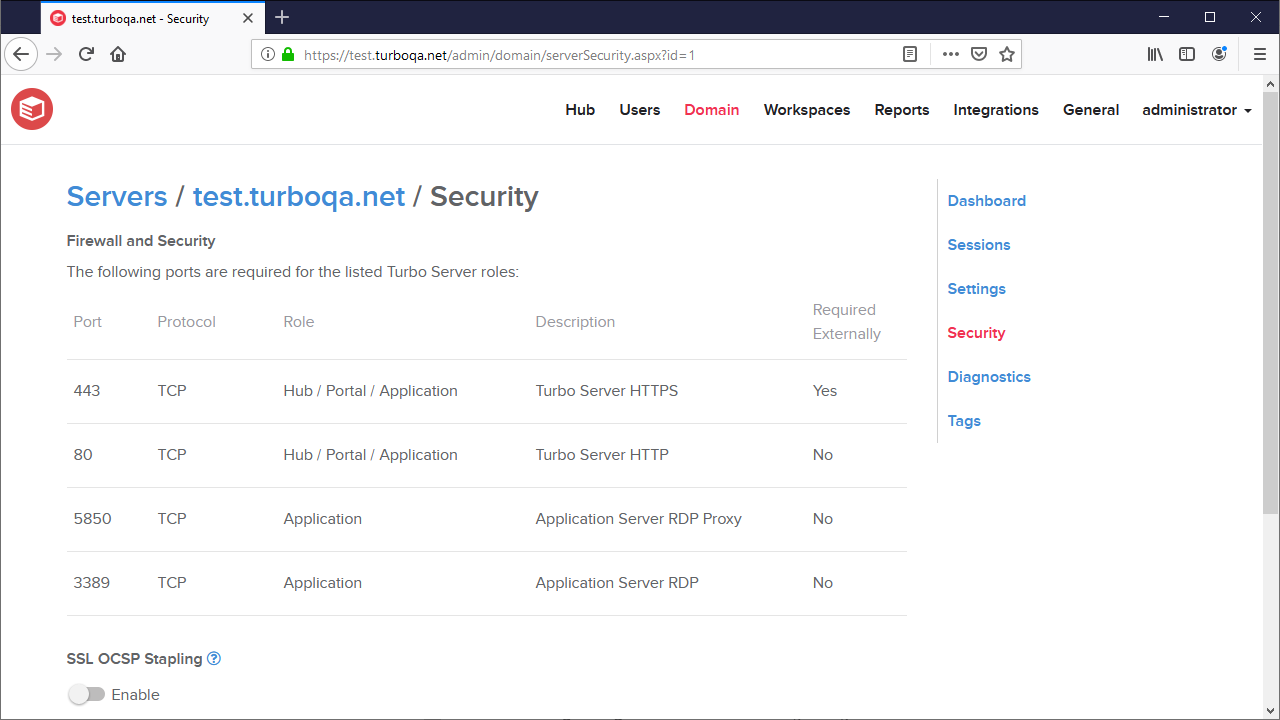 test.turboqa.net - Security
https://test.turboqa.net/admin/domain/serverSecurity.aspx?id=1
Hub Users Domain Workspaces Reports Integrations General administrator
Servers / test.turboqa.net / Security
Firewall and Security
The following ports are required for the listed Turbo Server roles:
Port Protocol Role Description Required Externally
443 TCP Hub / Portal / Application Turbo Server HTTPS Yes
80 TCP Hub / Portal / Application Turbo Server HTTP No
5850 TCP Application Application Server RDP Proxy No
3389 TCP Application Application Server RDP No
SSL OCSP Stapling ?
Enable
Dashboard
Sessions
Settings
Security
Diagnostics
Tags